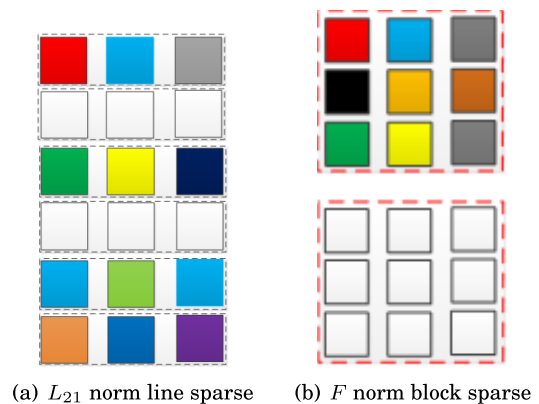 (a) L₂₁ norm line sparse
(b) F norm block sparse